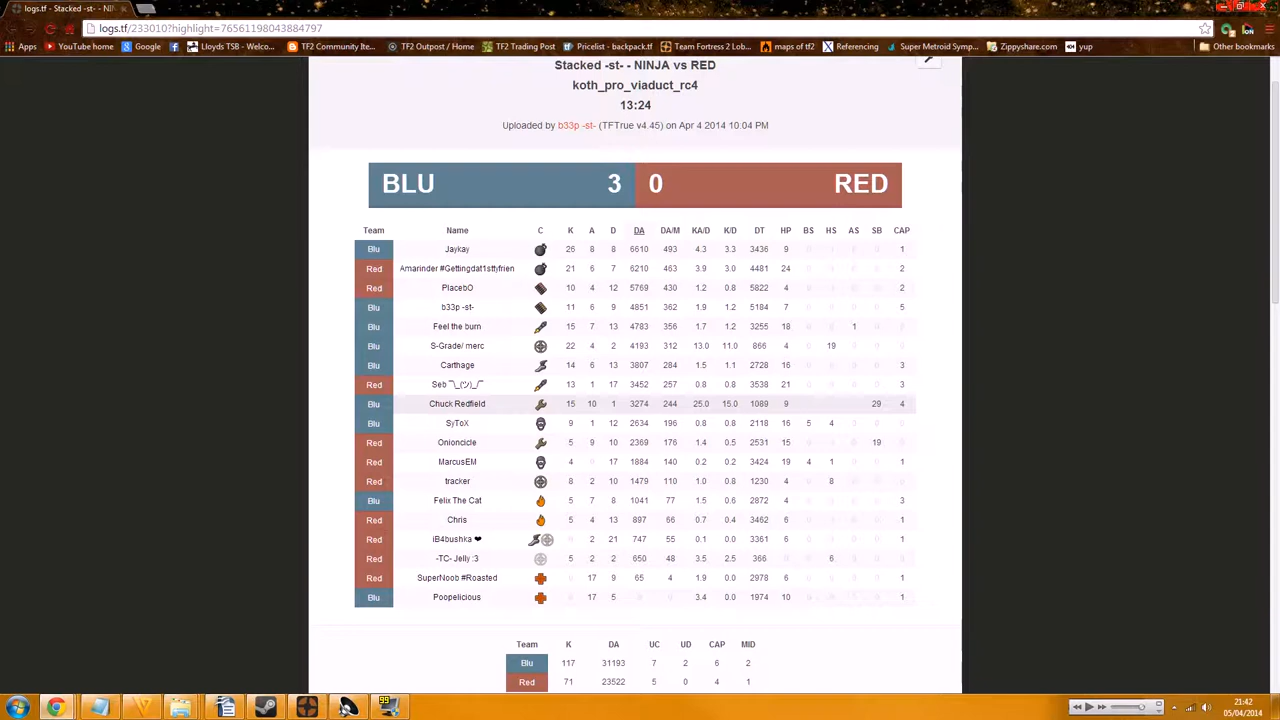 logs.tf - Stacked -st- - NIN
logs.tf/233010?highlight=76561198043884797
Apps YouTube home Google Lloyds TSB - Welco... TF2 Community Ite... TF2 Outpost / Home TF2 Trading Post Pricelist - backpack.tf Team Fortress 2 Lob... maps of tf2 Referencing Super Metroid Symp... Zippyshare.com yup Other bookmarks
Stacked -st- - NINJA vs RED
koth_pro_viaduct_rc4
13:24
Uploaded by b33p -st- (TFTrue v4.45) on Apr 4 2014 10:04 PM
BLU 3 0 RED
Team Name C K A D DA DA/M KA/D K/D DT HP BS HS AS SB CAP
Blu Jaykay 26 8 8 6610 493 4.3 3.3 3436 9 1
Red Amarinder #Gettingdat1sttyfrien 21 6 7 6210 463 3.9 3.0 4481 24 2
Red PlacebO 10 4 12 5769 430 1.2 0.8 5822 4 2
Blu b33p -st- 11 6 9 4851 362 1.9 1.2 5184 7 5
Blu Feel the burn 15 7 13 4783 356 1.7 1.2 3255 18 1
Blu S-Grade/ merc 22 4 2 4193 312 13.0 11.0 866 4 19
Blu Carthage 14 6 13 3807 284 1.5 1.1 2728 16 3
Red Seb ¯\_(ツ)_/¯ 13 1 17 3452 257 0.8 0.8 3538 21 3
Blu Chuck Redfield 15 10 1 3274 244 25.0 15.0 1089 9 29 4
Blu SyToX 9 1 12 2634 196 0.8 0.8 2118 16 5 4
Red Onioncicle 5 9 10 2369 176 1.4 0.5 2531 15 19
Red MarcusEM 4 0 17 1884 140 0.2 0.2 3424 19 4 1 1
Red tracker 8 2 10 1479 110 1.0 0.8 1230 4 8
Blu Felix The Cat 5 7 8 1041 77 1.5 0.6 2872 4 3
Red Chris 5 4 13 897 66 0.7 0.4 3462 6 1
Red iB4bushka ❤ 0 2 21 747 55 0.1 0.0 3361 6 1
Red -TC- Jelly :3 5 2 2 650 48 3.5 2.5 366 6
Red SuperNoob #Roasted 0 17 9 65 4 1.9 0.0 2978 6 1
Blu Poopelicious 0 17 5 0 0 3.4 0.0 1974 10 1
Team K DA UC UD CAP MID
Blu 117 31193 7 2 6 2
Red 71 23522 5 0 4 1
99
21:42
05/04/2014